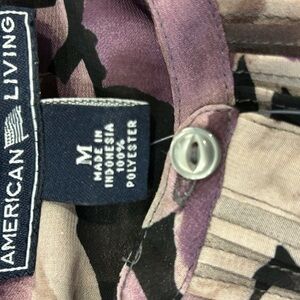 AMERICAN LIVING
M
MADE IN
INDONESIA
100%
POLYESTER